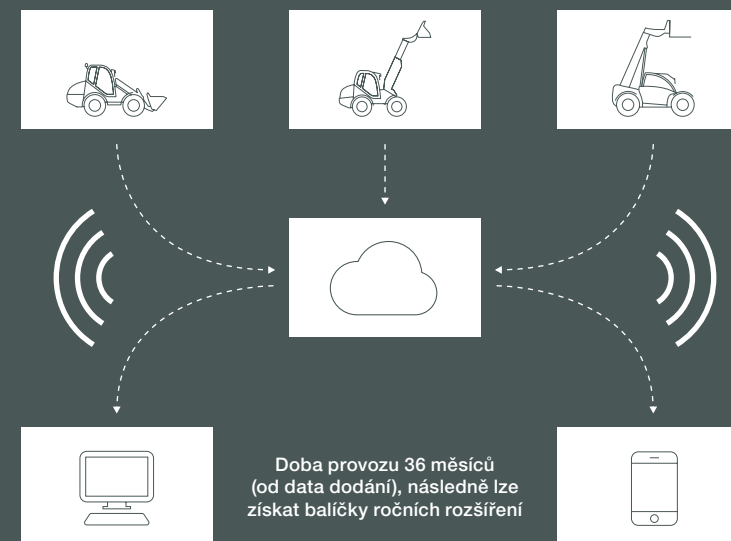 Doba provozu 36 měsíců
(od data dodání), následně lze
získat balíčky ročních rozšíření